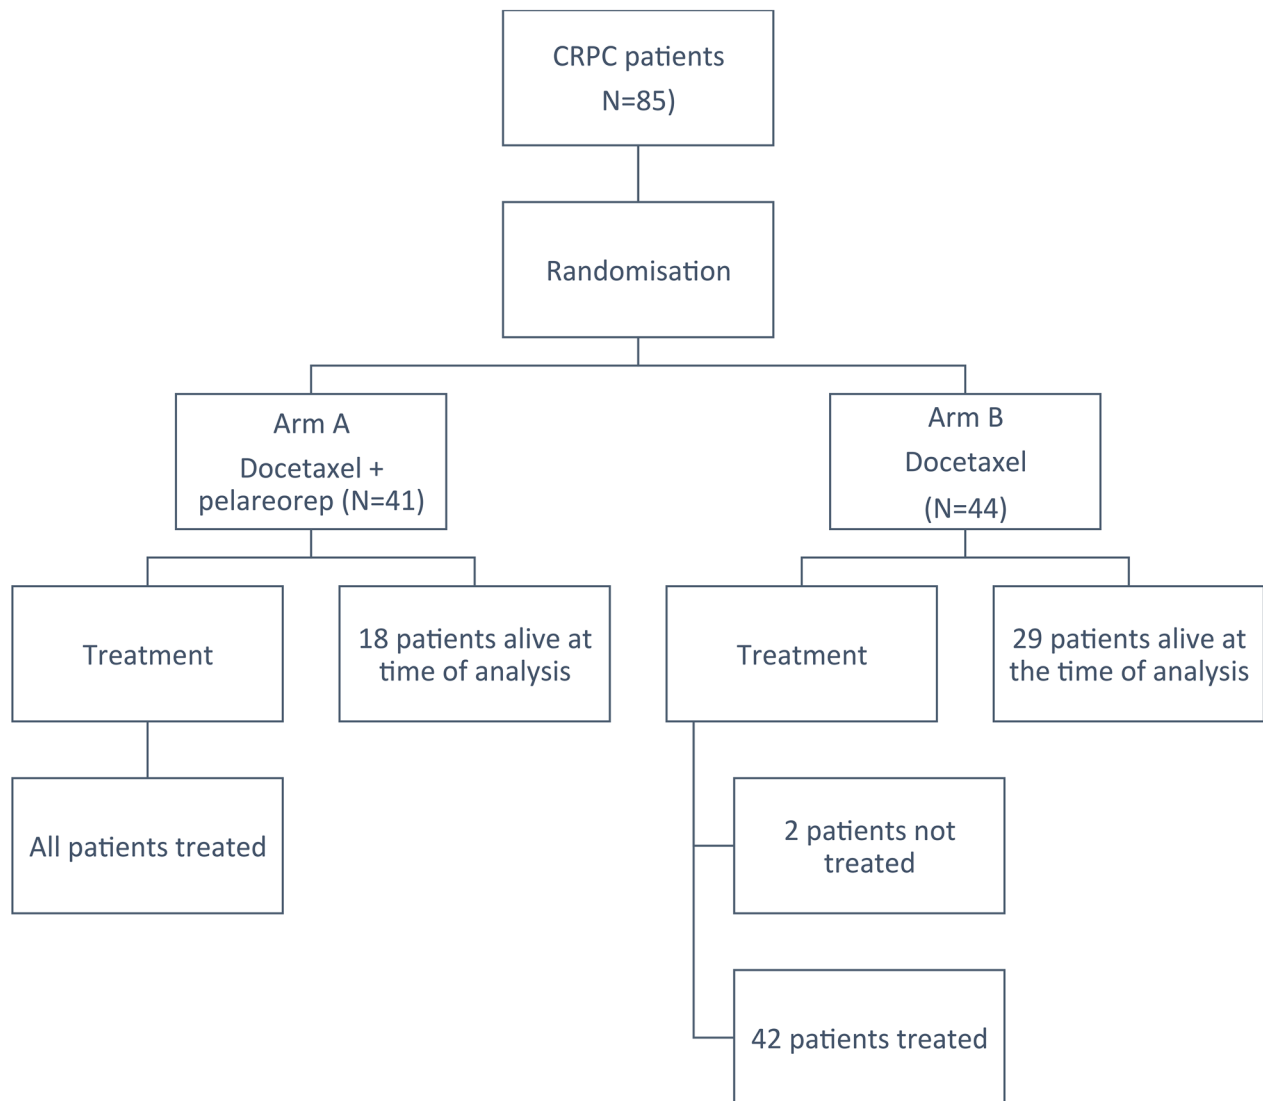 CRPC patients
N=85)
Randomisation
Arm A
Docetaxel +
pelareorep (N=41)
Arm B
Docetaxel
(N=44)
Treatment
18 patients alive at
time of analysis
Treatment
29 patients alive at
the time of analysis
All patients treated
2 patients not
treated
42 patients treated